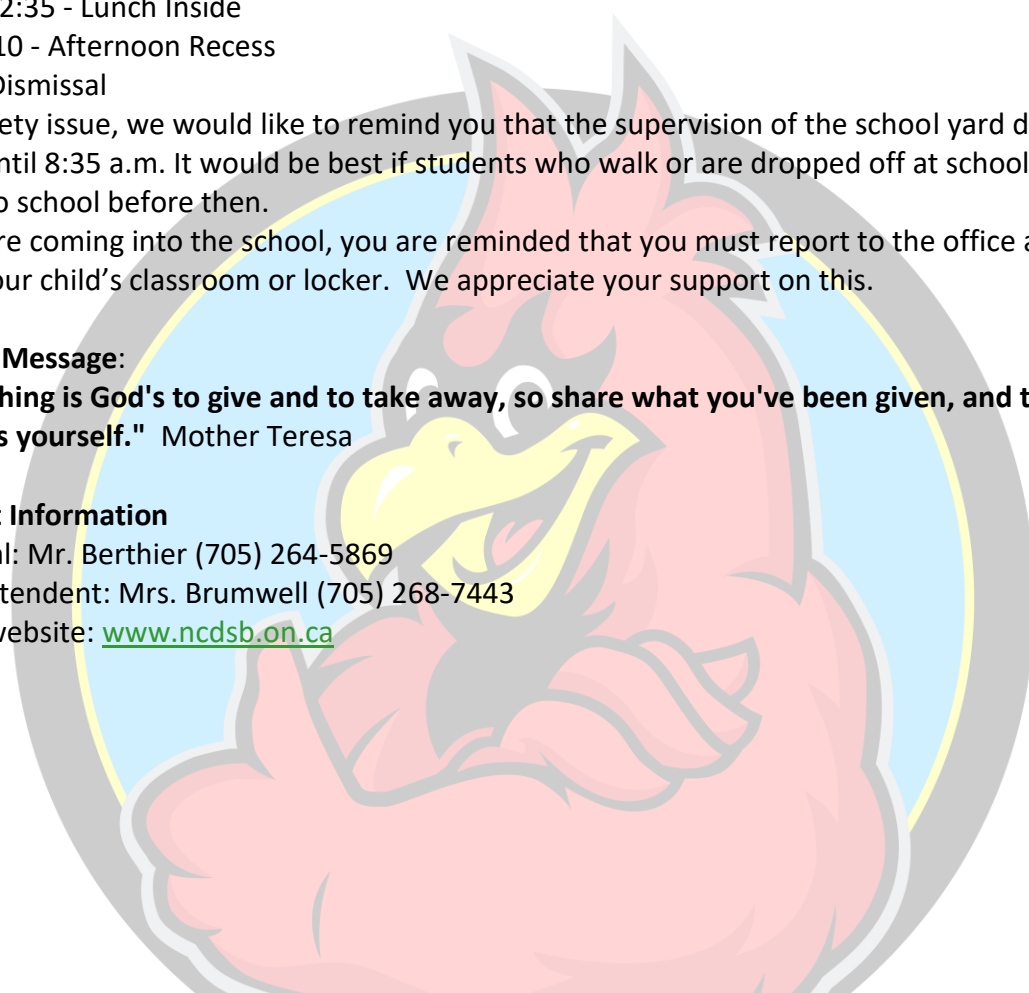 2:35 - Lunch Inside
10 - Afternoon Recess
Dismissal
ety issue, we would like to remind you that the supervision of the school yard d
ntil 8:35 a.m. It would be best if students who walk or are dropped off at school
o school before then.
re coming into the school, you are reminded that you must report to the office a
our child's classroom or locker.  We appreciate your support on this.
Message:
hing is God's to give and to take away, so share what you've been given, and t
s yourself."  Mother Teresa
t Information
al: Mr. Berthier (705) 264-5869
tendent: Mrs. Brumwell (705) 268-7443
website: www.ncdsb.on.ca